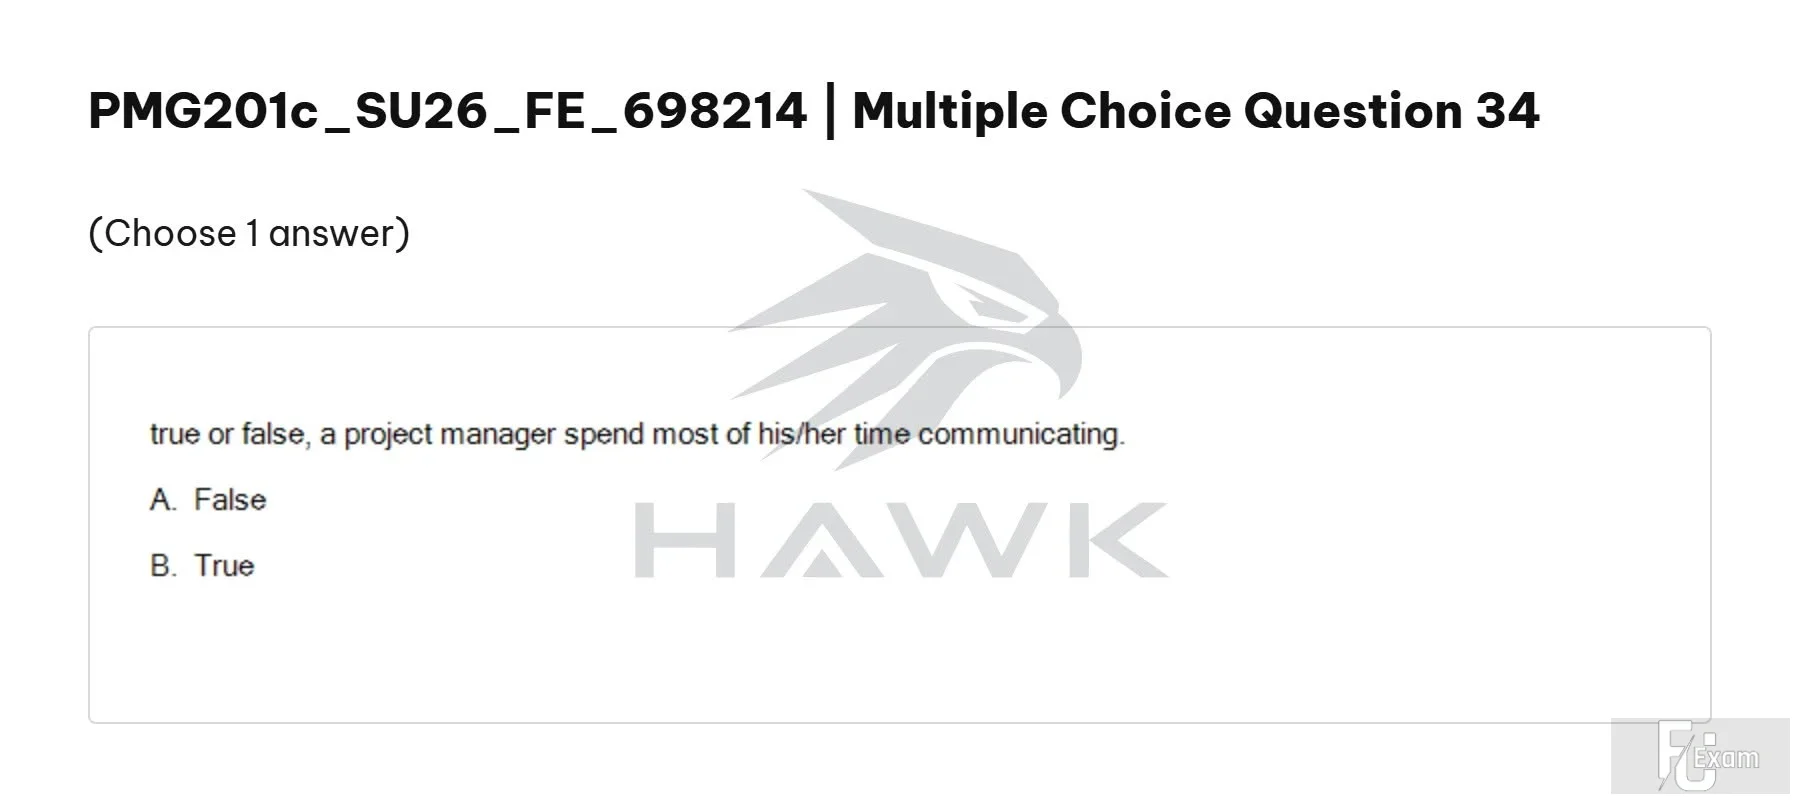 PMG201c_SU26_FE_698214 | Multiple Choice Question 34
(Choose 1 answer)
true or false, a project manager spend most of his/her time communicating.
A. False
B. True
HAWK
FU Exam